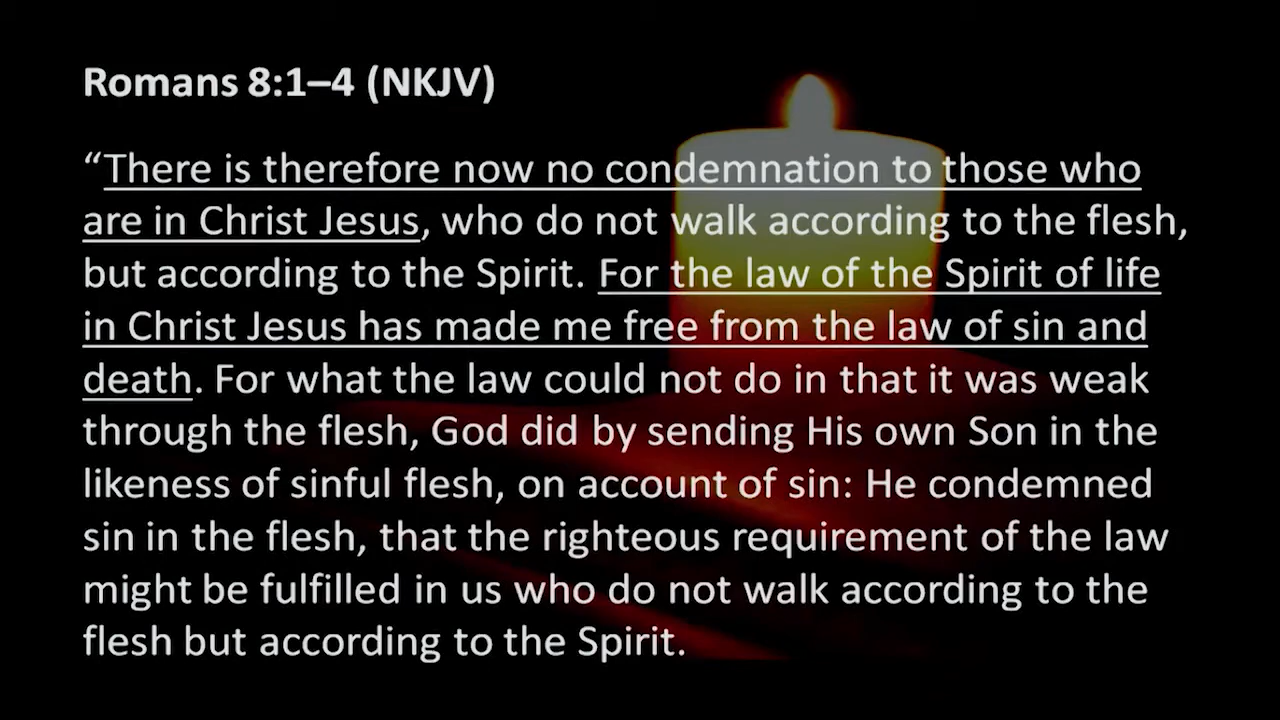 Romans 8:1–4 (NKJV)
“There is therefore now no condemnation to those who
are in Christ Jesus, who do not walk according to the flesh,
but according to the Spirit. For the law of the Spirit of life
in Christ Jesus has made me free from the law of sin and
death. For what the law could not do in that it was weak
through the flesh, God did by sending His own Son in the
likeness of sinful flesh, on account of sin: He condemned
sin in the flesh, that the righteous requirement of the law
might be fulfilled in us who do not walk according to the
flesh but according to the Spirit.